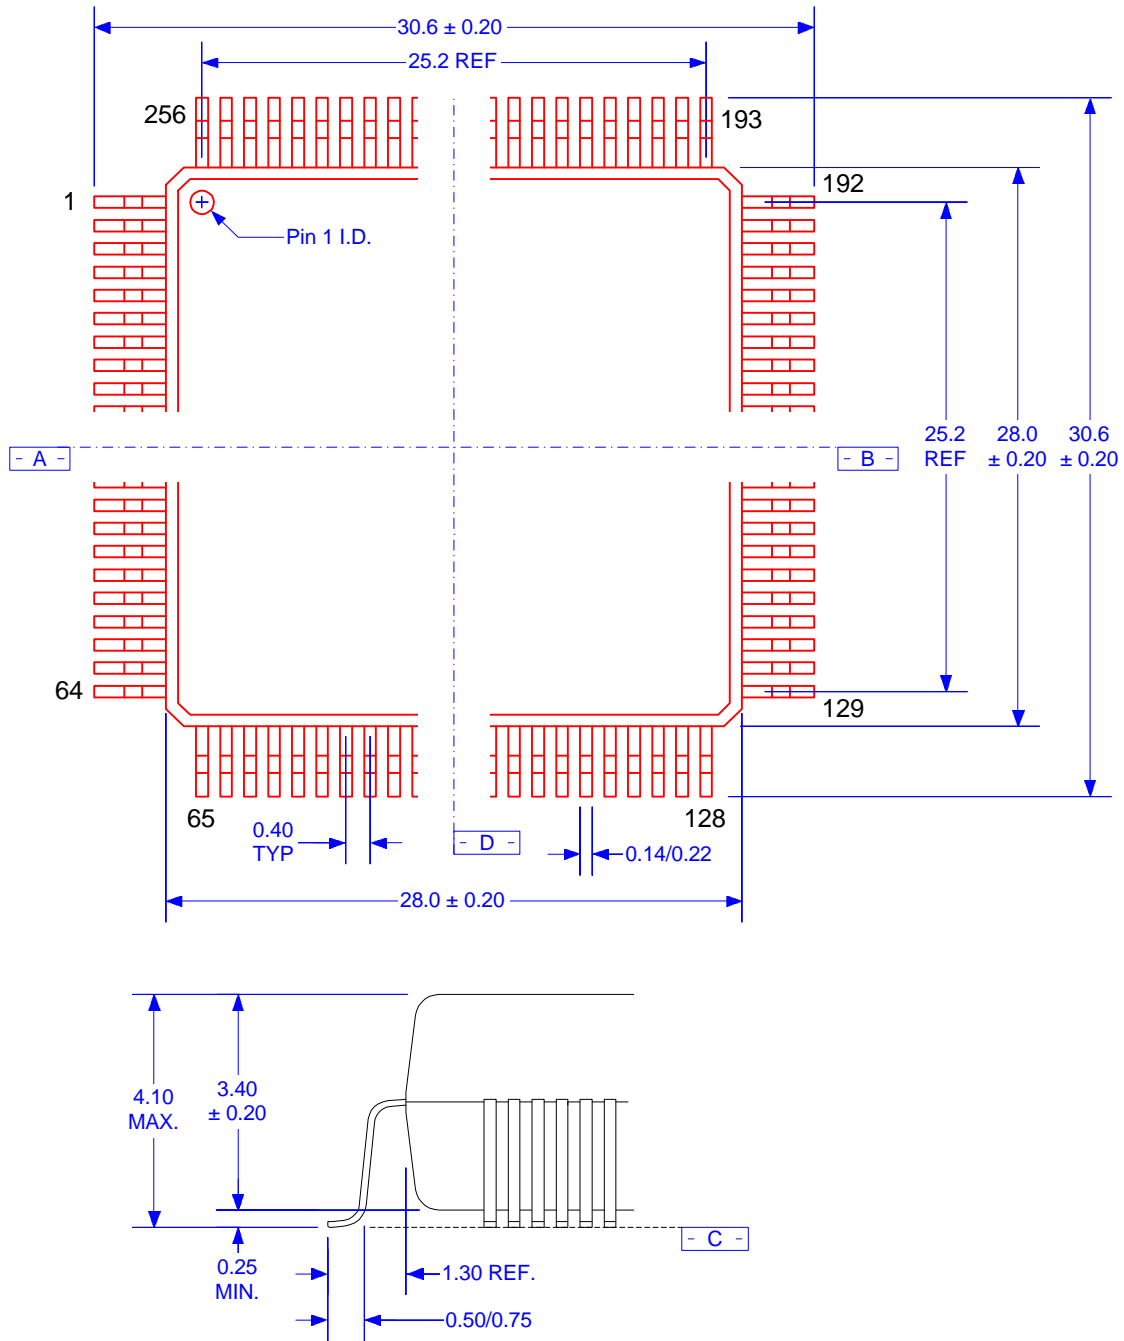 30.6 ± 0.20
25.2 REF
256
193
1
192
Pin 1 I.D.
- A -
- B -
25.2
REF
28.0
± 0.20
30.6
± 0.20
64
129
65
128
0.40
TYP
- D -
0.14/0.22
28.0 ± 0.20
4.10
MAX.
3.40
± 0.20
- C -
0.25
MIN.
1.30 REF.
0.50/0.75